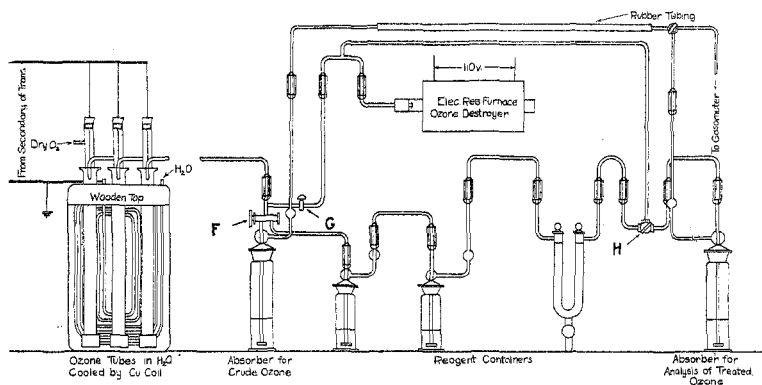 Rubber Tubing
110v.
Elec. Res. Furnace
Ozone Destroyer
From Secondary of Trans.
Dry O₂
H₂O
Wooden Top
To Gasometer
F
G
H
Ozone Tubes in H₂O
Cooled by Cu Coil
Absorber for
Crude Ozone
Reagent Containers
Absorber for
Analysis of Treated
Ozone